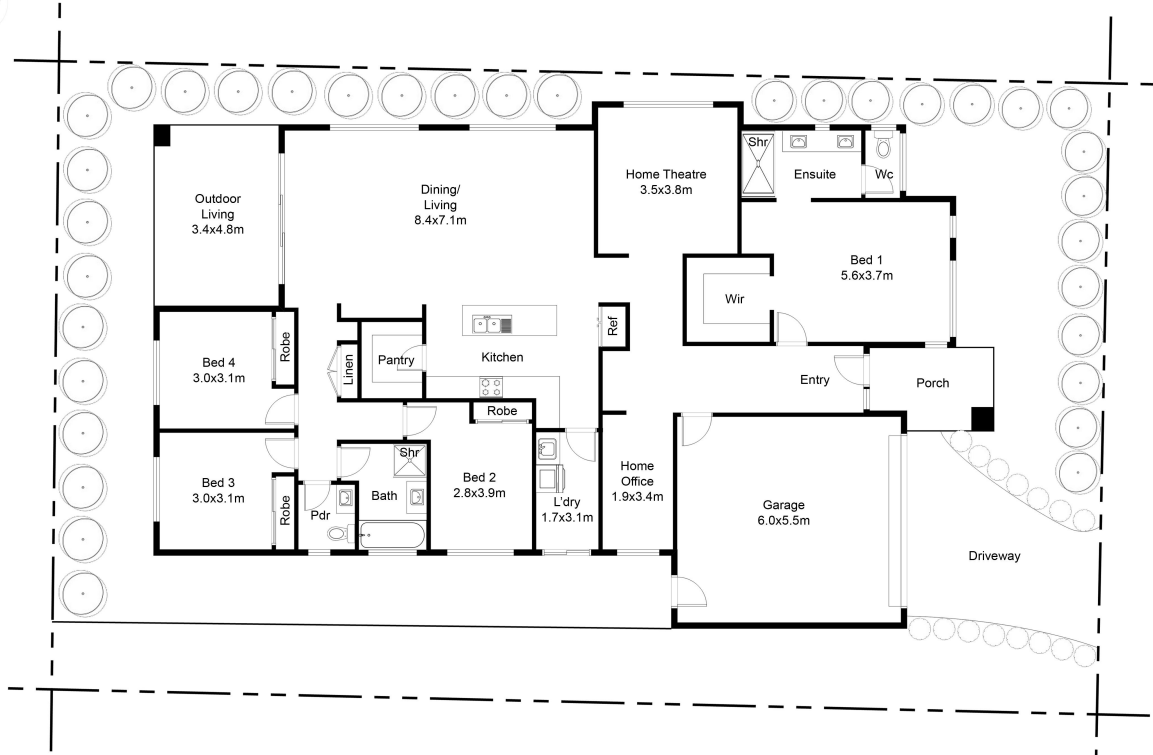 Shr
Ensuite
Wc
Home Theatre
3.5x3.8m
Outdoor
Living
3.4x4.8m
Dining/
Living
8.4x7.1m
Bed 1
5.6x3.7m
Wir
Ref
Robe
Bed 4
3.0x3.1m
Linen
Pantry
Kitchen
Entry
Porch
Robe
Shr
Bed 3
3.0x3.1m
Robe
Pdr
Bath
Bed 2
2.8x3.9m
L'dry
1.7x3.1m
Home
Office
1.9x3.4m
Garage
6.0x5.5m
Driveway